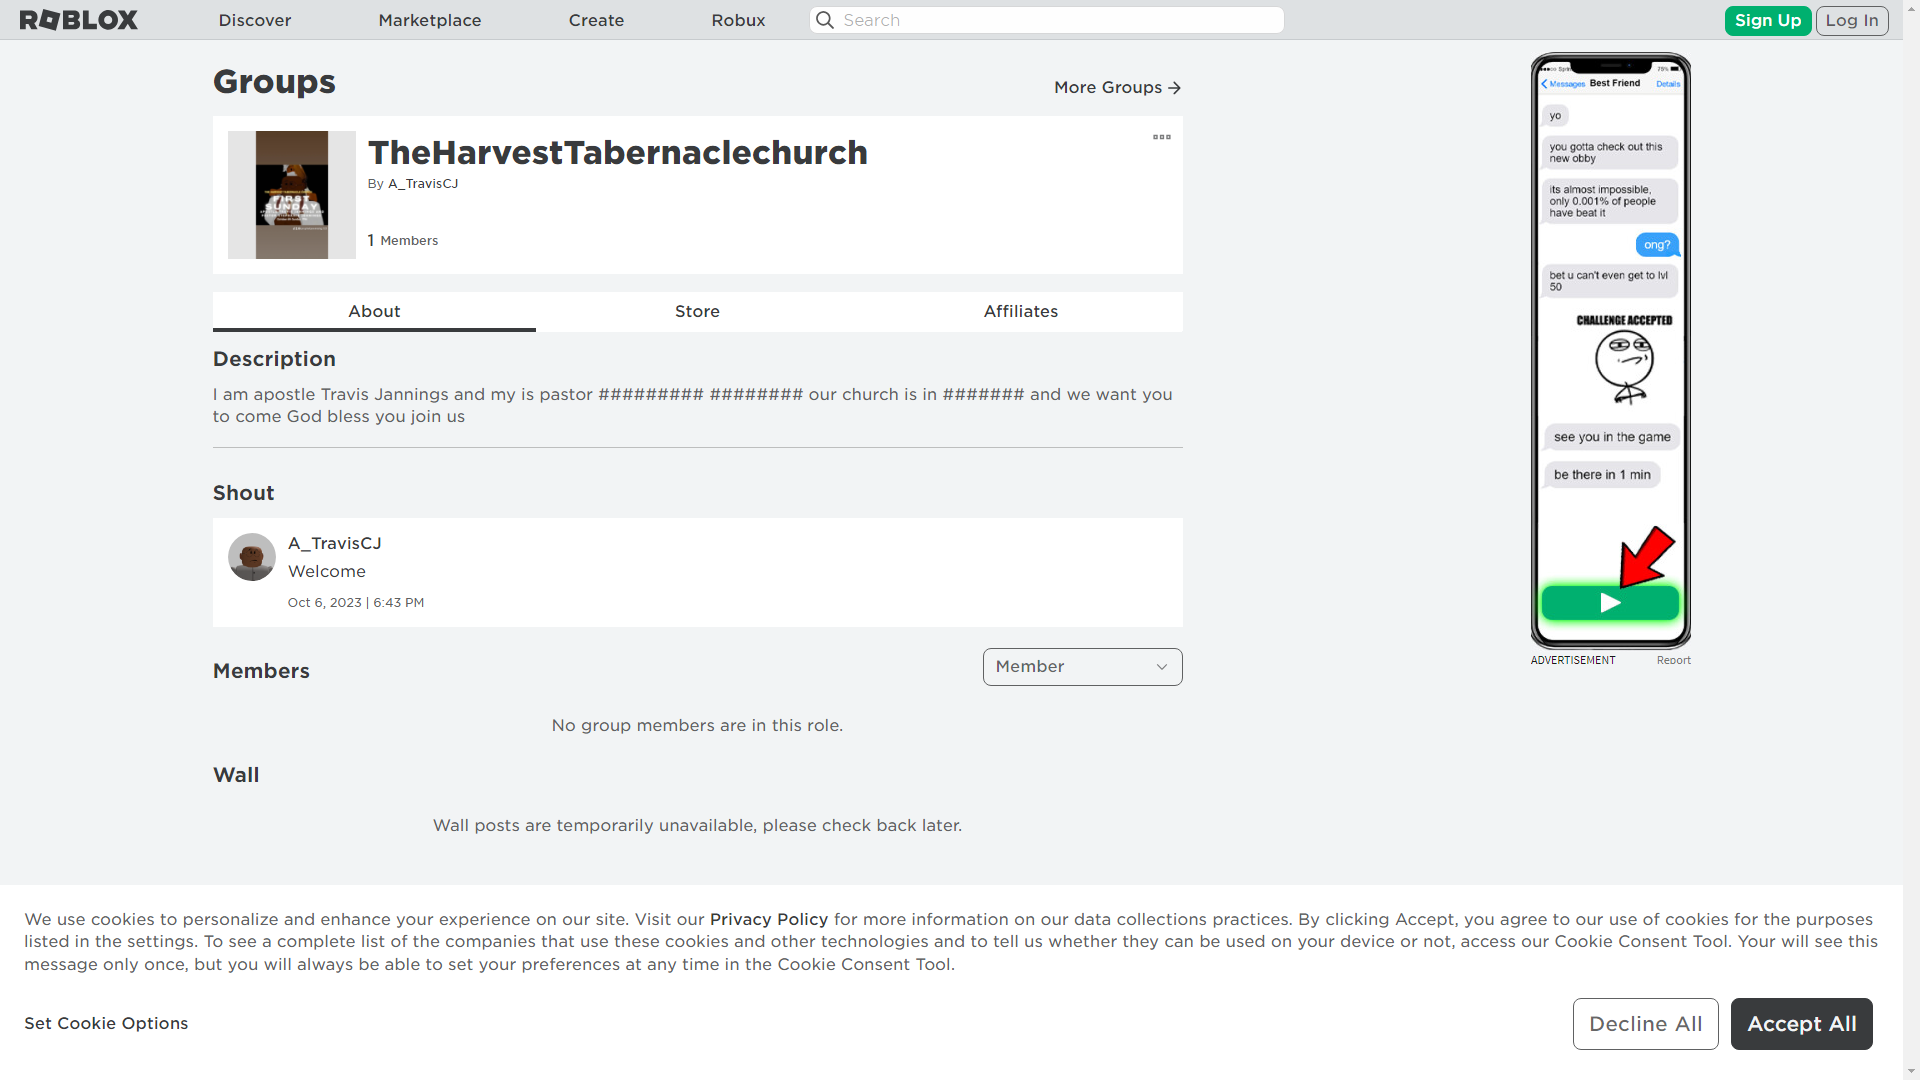 ROBLOX
Discover
Marketplace
Create
Robux
Search
Sign Up
Log In
Groups
More Groups
TheHarvestTabernaclechurch
By A_TravisCJ
1 Members
FIRST
SUNDAY
About
Store
Affiliates
Description
I am apostle Travis Jannings and my is pastor ######### ######## our church is in ####### and we want you
to come God bless you join us
Shout
A_TravisCJ
Welcome
Oct 6, 2023 | 6:43 PM
Members
Member
No group members are in this role.
Wall
Wall posts are temporarily unavailable, please check back later.
75%
Messages Best Friend Details
yo
you gotta check out this
new obby
its almost impossible,
only 0.001% of people
have beat it
ong?
bet u can't even get to lvl
50
CHALLENGE ACCEPTED
see you in the game
be there in 1 min
ADVERTISEMENT
Report
We use cookies to personalize and enhance your experience on our site. Visit our Privacy Policy for more information on our data collections practices. By clicking Accept, you agree to our use of cookies for the purposes
listed in the settings. To see a complete list of the companies that use these cookies and other technologies and to tell us whether they can be used on your device or not, access our Cookie Consent Tool. Your will see this
message only once, but you will always be able to set your preferences at any time in the Cookie Consent Tool.
Set Cookie Options
Decline All
Accept All